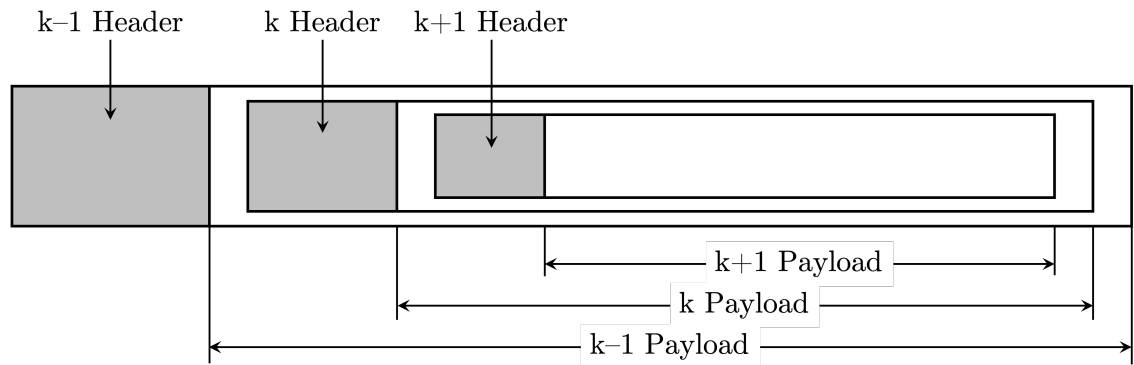 k–1 Header k Header k+1 Header
k+1 Payload
k Payload
k–1 Payload